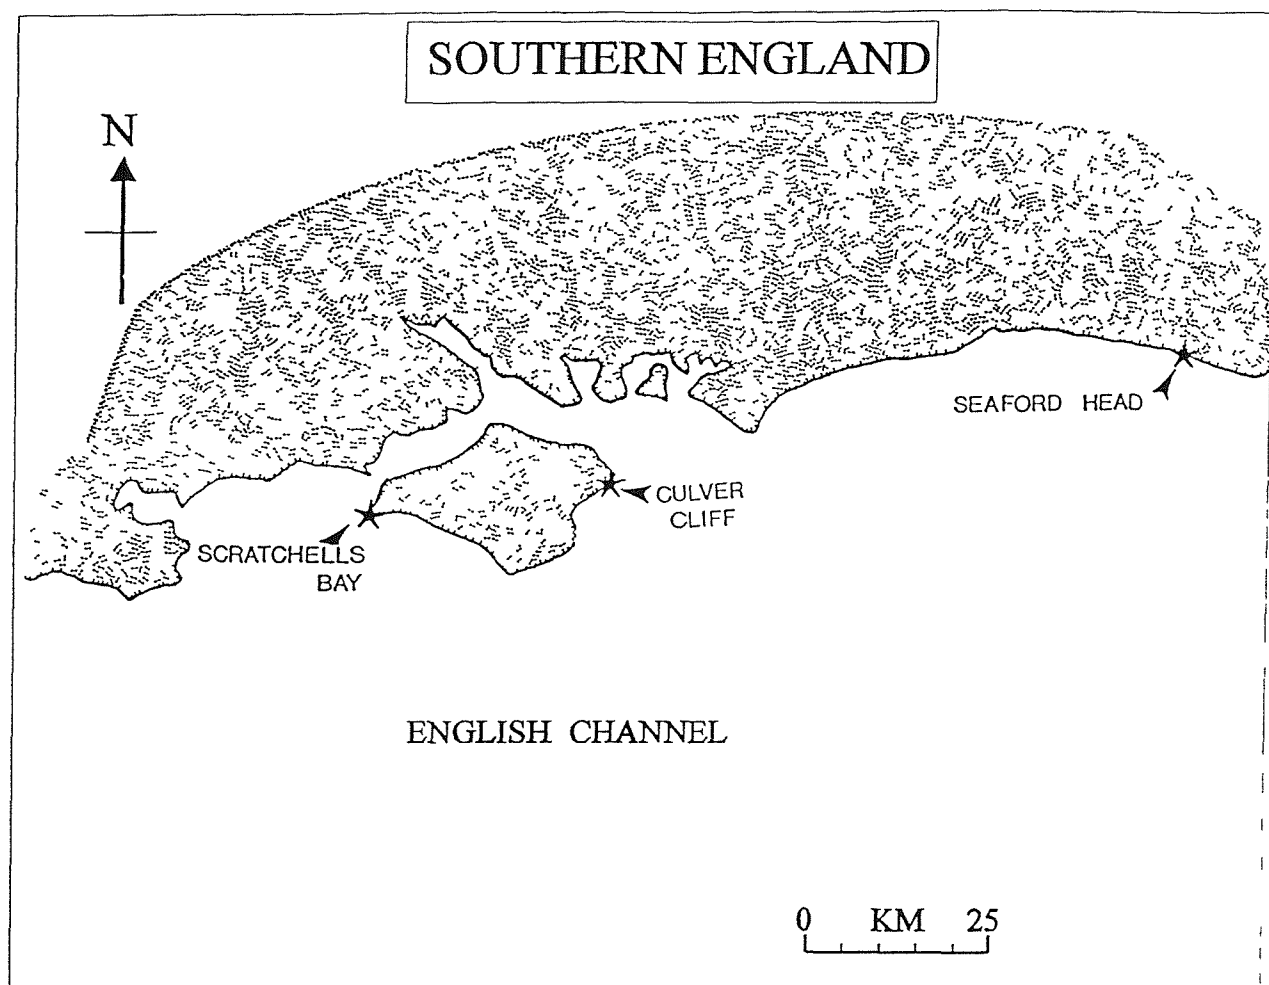 SOUTHERN ENGLAND
N
SEAFORD HEAD
CULVER
CLIFF
SCRATCHELLS
BAY
ENGLISH CHANNEL
0 KM 25